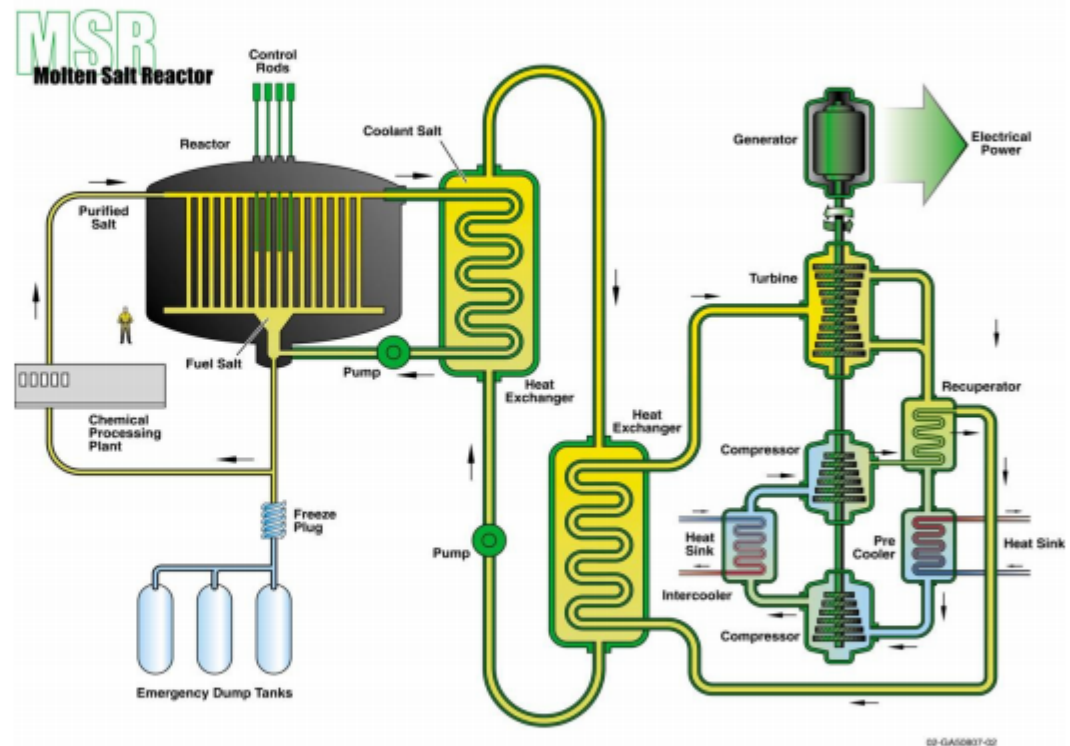 MSR
Molten Salt Reactor
Control
Rods
Reactor
Coolant Salt
Purified
Salt
Fuel Salt
Pump
Heat
Exchanger
Chemical
Processing
Plant
Freeze
Plug
Emergency Dump Tanks
Pump
Heat
Exchanger
Generator
Electrical
Power
Turbine
Recuperator
Compressor
Heat
Sink
Pre
Cooler
Heat Sink
Intercooler
Compressor
02-GA50807-02